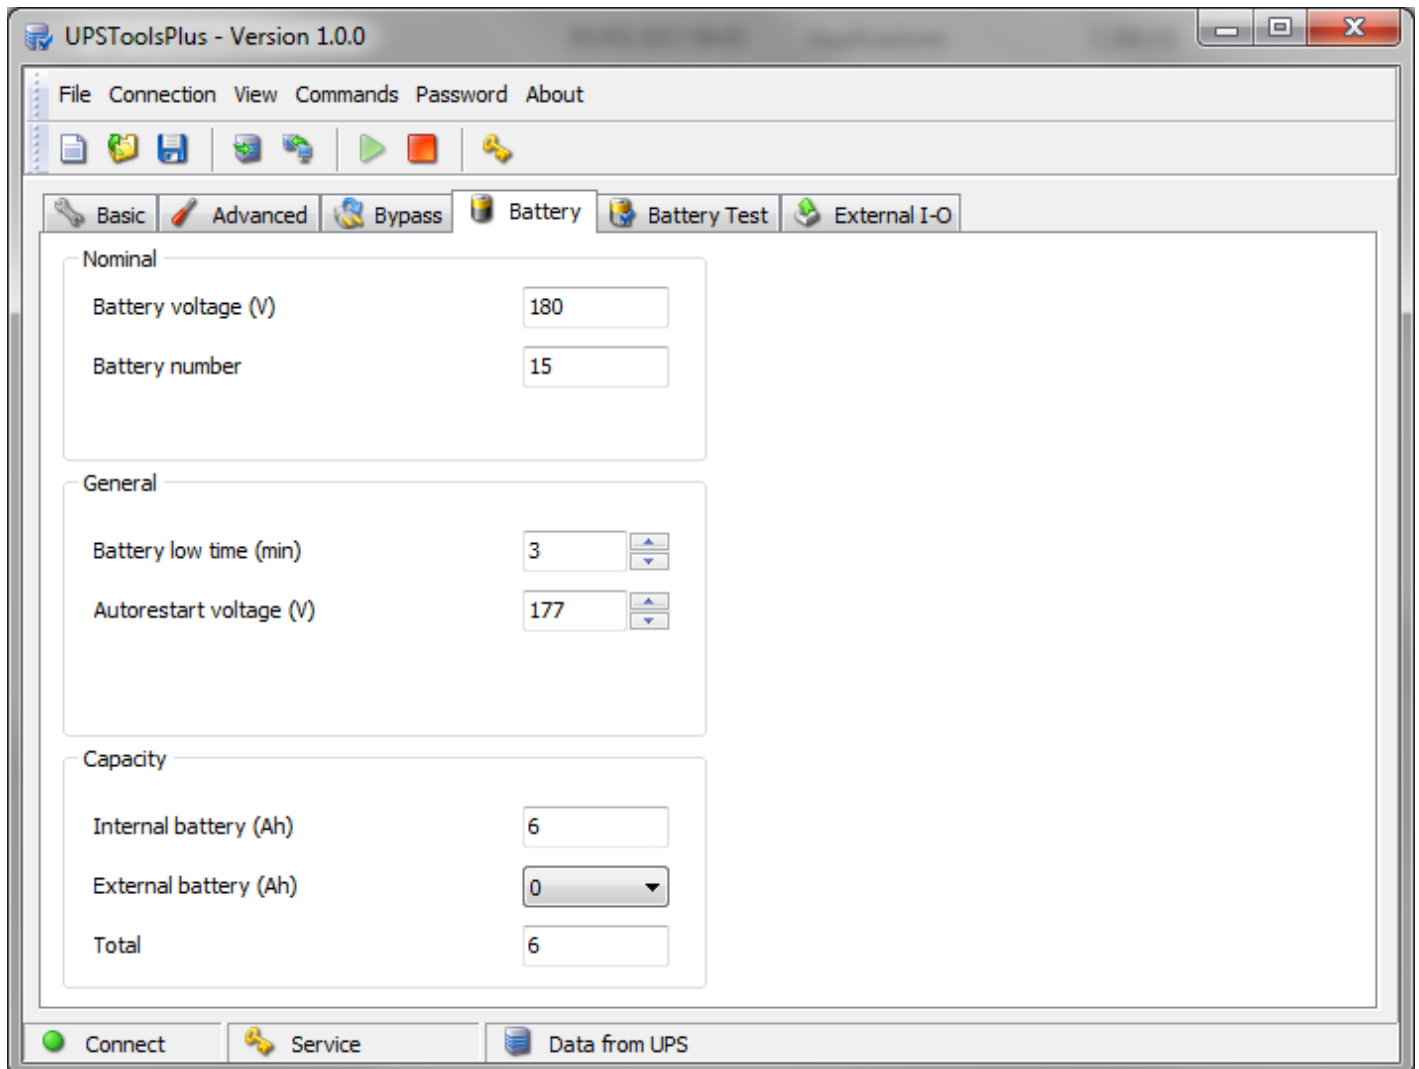 UPSToolsPlus - Version 1.0.0
File Connection View Commands Password About
Basic Advanced Bypass Battery Battery Test External I-O
Nominal
Battery voltage (V) 180
Battery number 15
General
Battery low time (min) 3
Autorestart voltage (V) 177
Capacity
Internal battery (Ah) 6
External battery (Ah) 0
Total 6
Connect Service Data from UPS